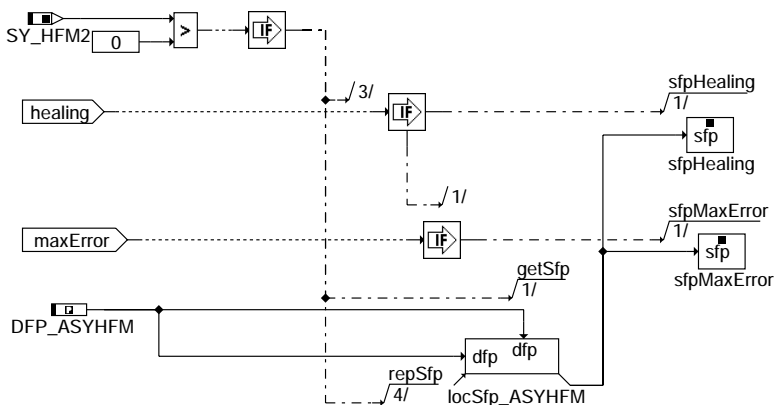 SY_HFM2
0
>
IF
3/
sfpHealing
1/
healing
IF
sfp
sfpHealing
1/
sfpMaxError
1/
maxError
IF
sfp
sfpMaxError
getSfp
1/
DFP_ASYHFM
dfp
dfp
repSfp
4/
locSfp_ASYHFM